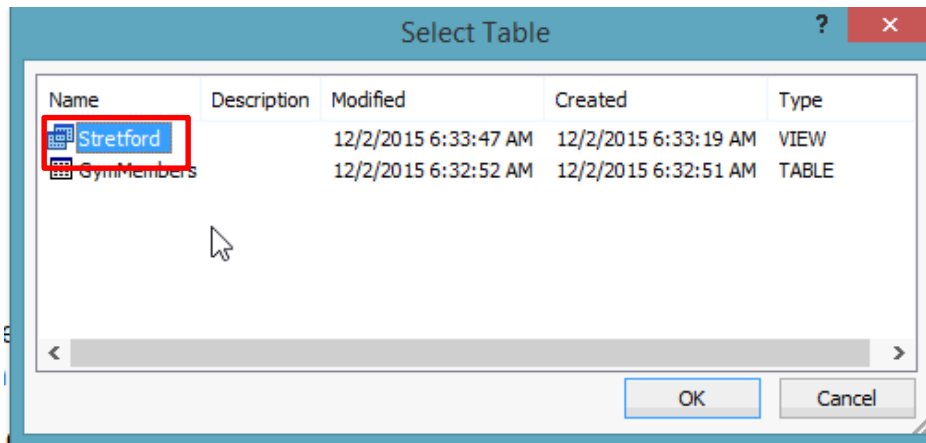 Select Table ?
Name Description Modified Created Type
Stretford 12/2/2015 6:33:47 AM 12/2/2015 6:33:19 AM VIEW
GymMembers 12/2/2015 6:32:52 AM 12/2/2015 6:32:51 AM TABLE
OK Cancel